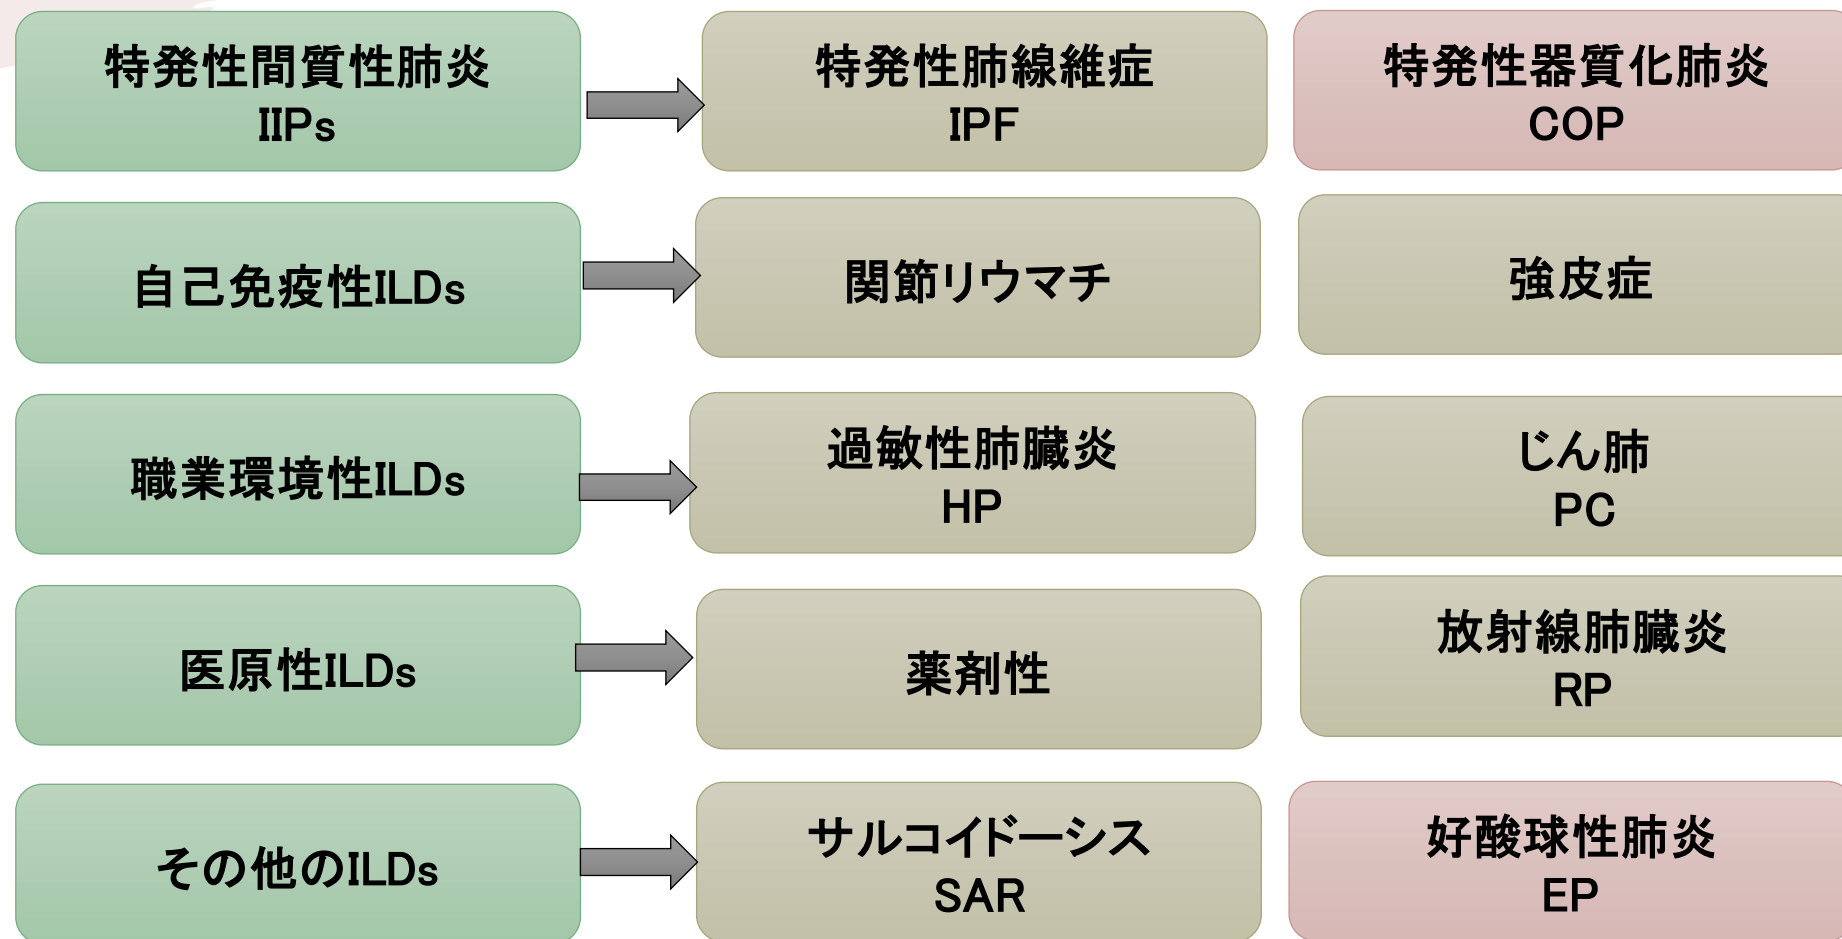 特発性間質性肺炎
IIPs
特発性肺線維症
IPF
特発性器質化肺炎
COP
自己免疫性ILDs
関節リウマチ
強皮症
職業環境性ILDs
過敏性肺臓炎
HP
じん肺
PC
医原性ILDs
薬剤性
放射線肺臓炎
RP
その他のILDs
サルコイドーシス
SAR
好酸球性肺炎
EP